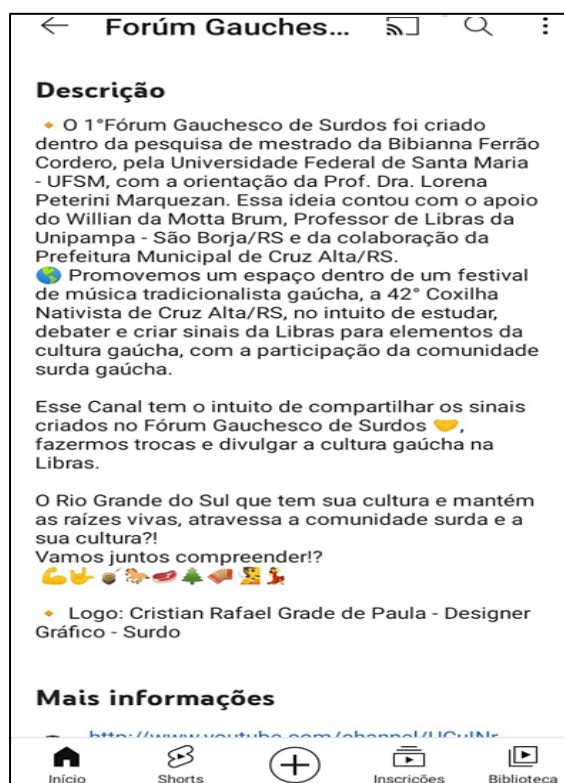 Forúm Gauches...
Descrição
🔸 O 1°Fórum Gauchesco de Surdos foi criado
dentro da pesquisa de mestrado da Bibianna Ferrão
Cordero, pela Universidade Federal de Santa Maria
- UFSM, com a orientação da Prof. Dra. Lorena
Peterini Marquezan. Essa ideia contou com o apoio
do Willian da Motta Brum, Professor de Libras da
Unipampa - São Borja/RS e da colaboração da
Prefeitura Municipal de Cruz Alta/RS.
🌎 Promovemos um espaço dentro de um festival
de música tradicionalista gaúcha, a 42° Coxilha
Nativista de Cruz Alta/RS, no intuito de estudar,
debater e criar sinais da Libras para elementos da
cultura gaúcha, com a participação da comunidade
surda gaúcha.
Esse Canal tem o intuito de compartilhar os sinais
criados no Fórum Gauchesco de Surdos 🤝,
fazermos trocas e divulgar a cultura gaúcha na
Libras.
O Rio Grande do Sul que tem sua cultura e mantém
as raízes vivas, atravessa a comunidade surda e a
sua cultura?!
Vamos juntos compreender!?
🔸 Logo: Cristian Rafael Grade de Paula - Designer
Gráfico - Surdo
Mais informações
Início
Shorts
Inscrições
Biblioteca